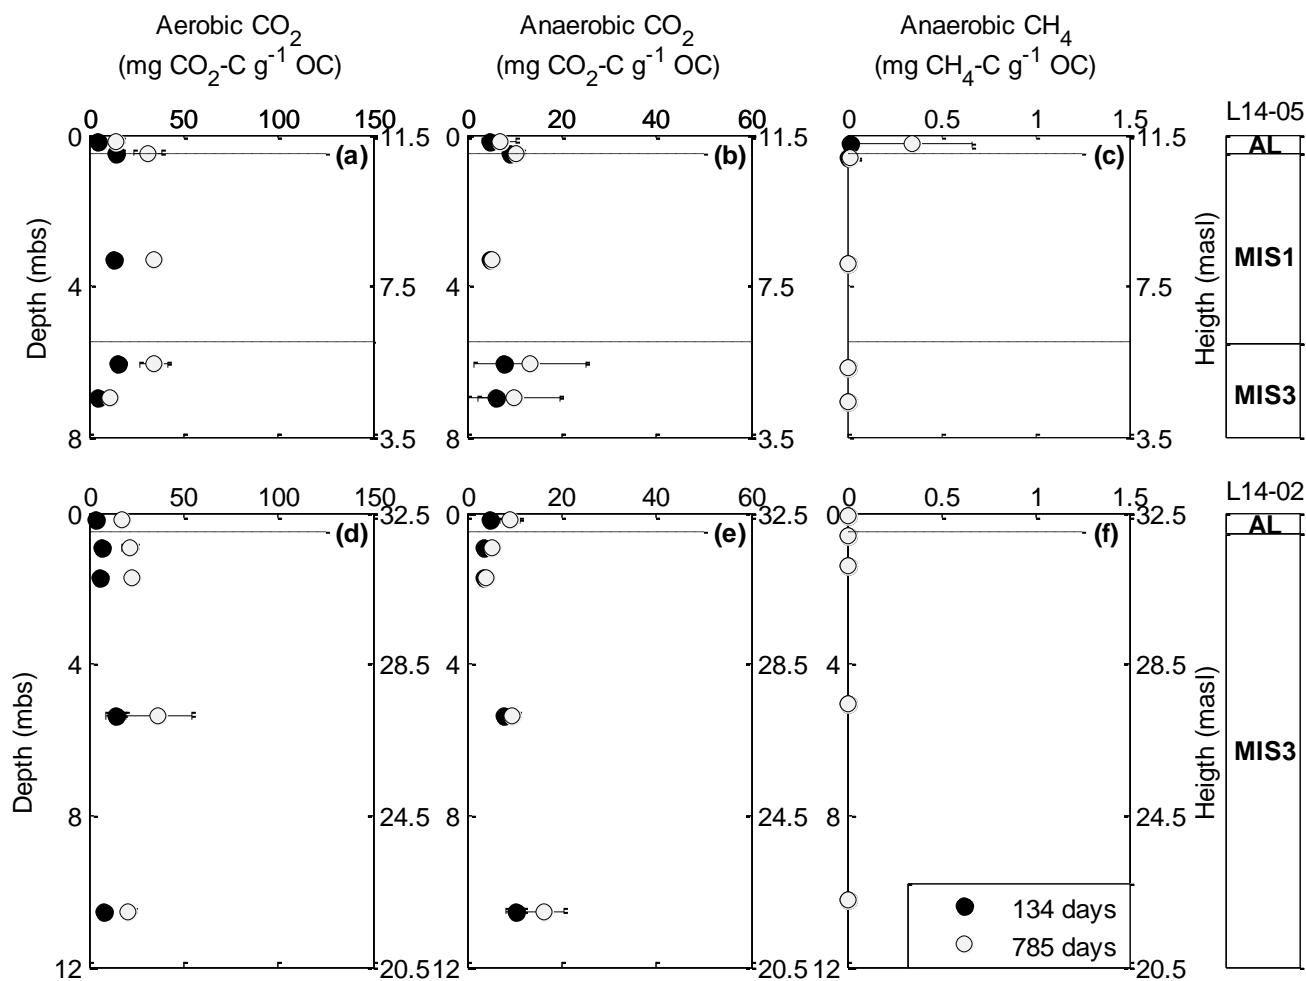 Aerobic CO2 Anaerobic CO2 Anaerobic CH4
(mg CO2-C g-1 OC) (mg CO2-C g-1 OC) (mg CH4-C g-1 OC)
0 50 100 150 0 20 40 60 0 0.5 1 1.5 L14-05
0 11.5 0 11.5 0 11.5 AL
(a) (b) (c)
Depth (mbs)
4 7.5 4 7.5 4 7.5
Heigth (masl)
MIS1
MIS3
8 3.5 8 3.5 8 3.5
0 50 100 150 0 20 40 60 0 0.5 1 1.5 L14-02
0 32.5 0 32.5 0 32.5 AL
(d) (e) (f)
4 28.5 4 28.5 4 28.5
Depth (mbs)
Heigth (masl)
MIS3
8 24.5 8 24.5 8 24.5
134 days
785 days
12 20.5 12 20.5 12 20.5